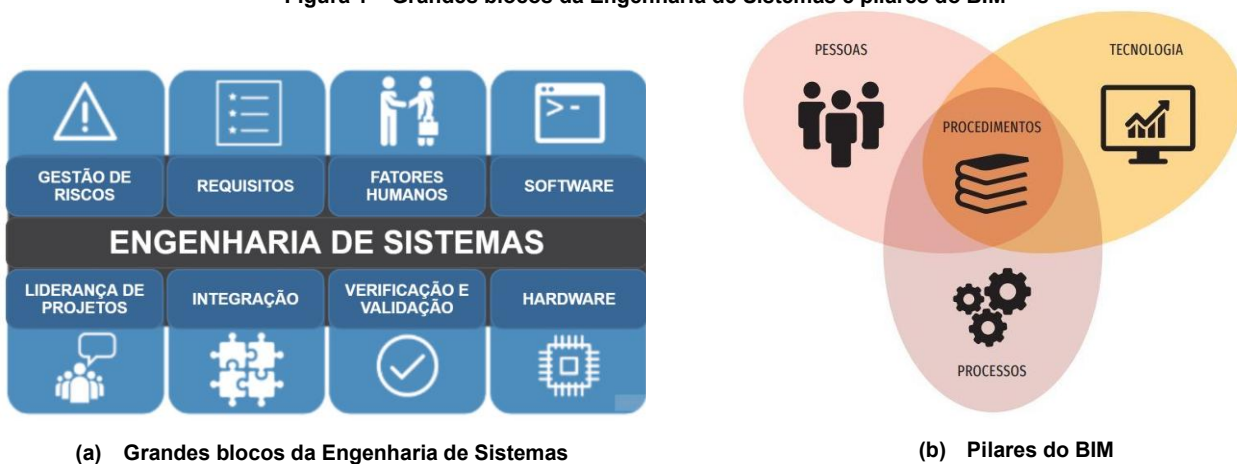 Figura 1 – Grandes blocos da Engenharia de Sistemas e pilares do BIM
GESTÃO DE
RISCOS
REQUISITOS
FATORES
HUMANOS
SOFTWARE
ENGENHARIA DE SISTEMAS
LIDERANÇA DE
PROJETOS
INTEGRAÇÃO
VERIFICAÇÃO E
VALIDAÇÃO
HARDWARE
(a) Grandes blocos da Engenharia de Sistemas
PESSOAS
TECNOLOGIA
PROCEDIMENTOS
PROCESSOS
(b) Pilares do BIM